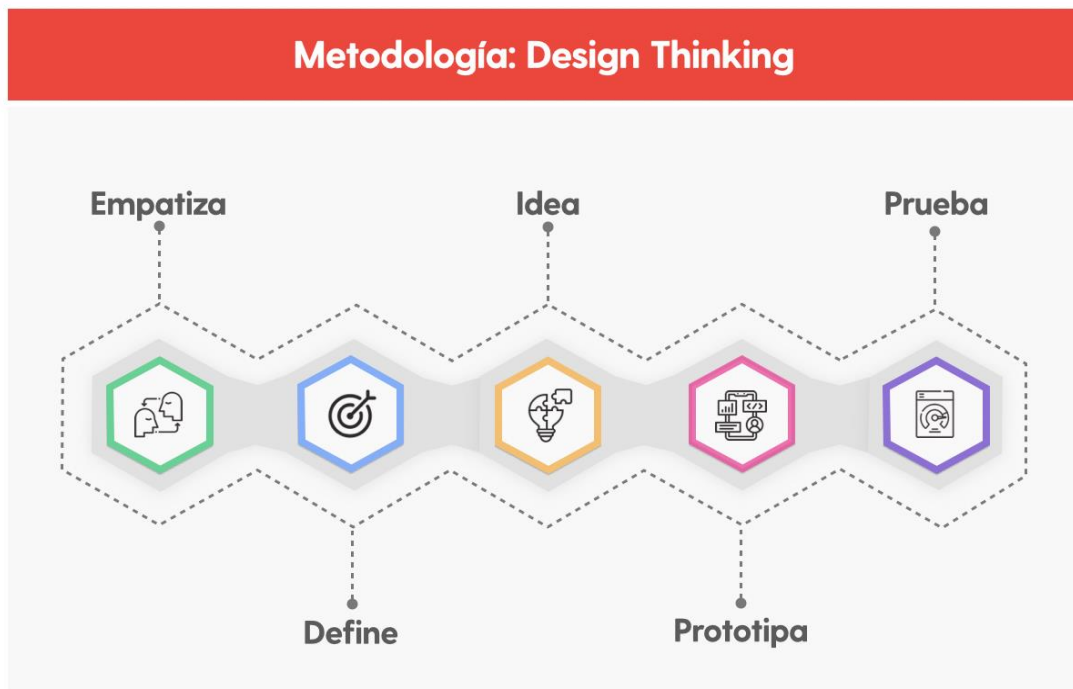 Metodología: Design Thinking
Empatiza
Idea
Prueba
Define
Prototipa